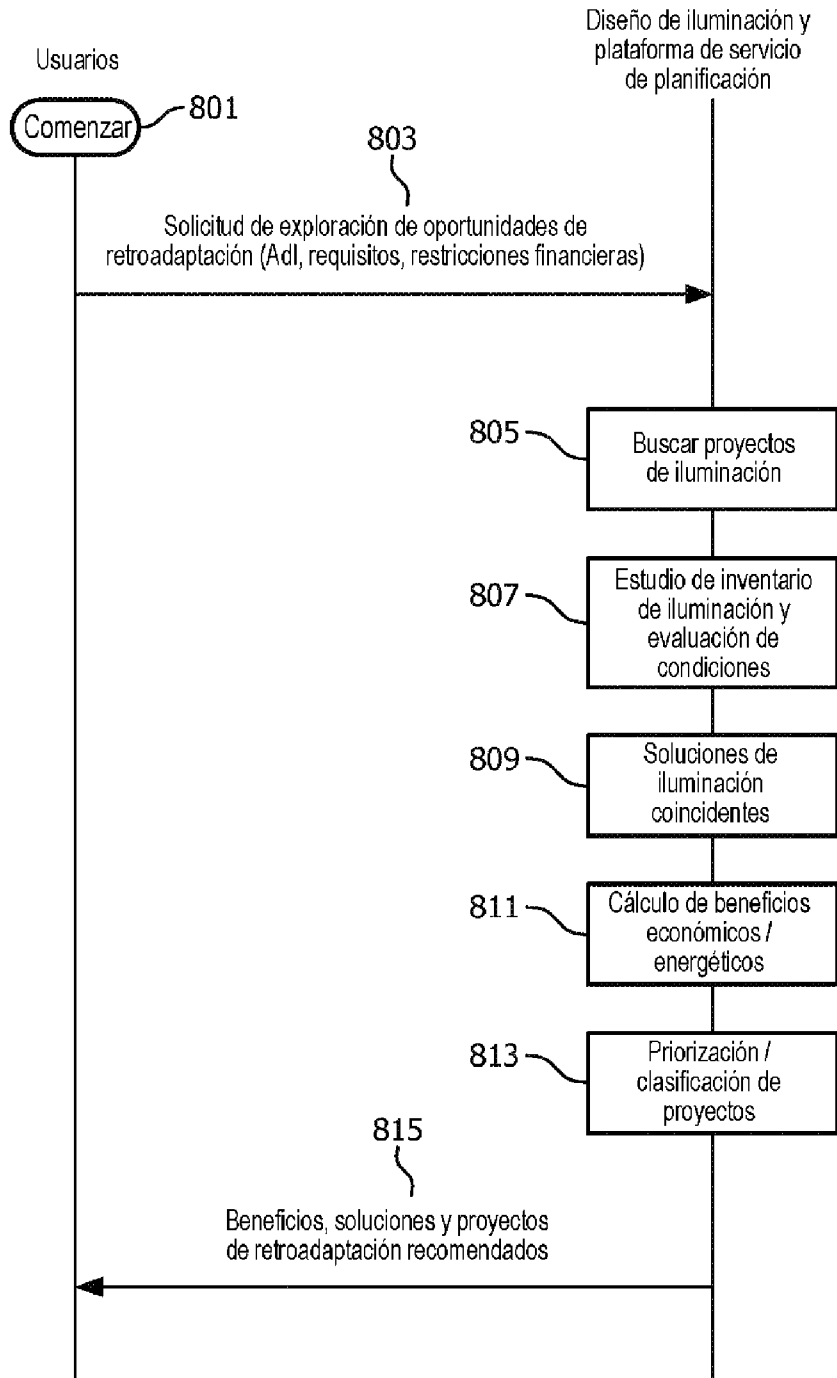 Usuarios
Diseño de iluminación y
plataforma de servicio
de planificación
Comenzar
801
803
Solicitud de exploración de oportunidades de
retroadaptación (AdI, requisitos, restricciones financieras)
805
Buscar proyectos
de iluminación
807
Estudio de inventario
de iluminación y
evaluación de
condiciones
809
Soluciones de
iluminación
coincidentes
811
Cálculo de beneficios
económicos /
energéticos
813
Priorización /
clasificación de
proyectos
815
Beneficios, soluciones y proyectos
de retroadaptación recomendados